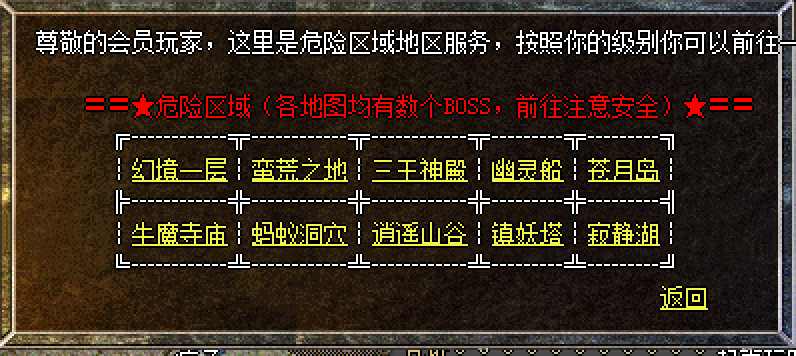 尊敬的会员玩家，这里是危险区域地区服务，按照你的级别你可以前往
==★危险区域（各地图均有数个BOSS，前往注意安全）★==
幻境一层 蛮荒之地 三王神殿 幽灵船 苍月岛
牛魔寺庙 蚂蚁洞穴 逍遥山谷 镇妖塔 寂静湖
返回